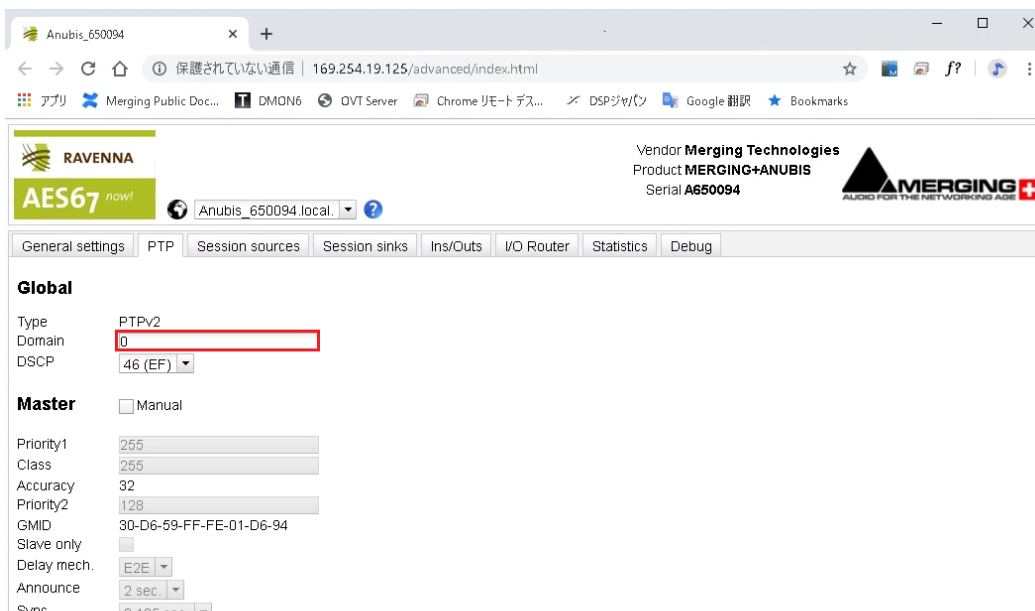 Anubis_650094
保護されていない通信 | 169.254.19.125/advanced/index.html
f?
アプリ Merging Public Doc... DMON6 OVT Server Chrome リモート デス... DSPジャパン Google 翻訳 Bookmarks
RAVENNA
AES67 now!
Vendor Merging Technologies
Product MERGING+ANUBIS
Serial A650094
MERGING
AUDIO FOR THE NETWORKING AGE
Anubis_650094.local.
General settings PTP Session sources Session sinks Ins/Outs I/O Router Statistics Debug
Global
Type PTPv2
Domain 0
DSCP 46 (EF)
Master Manual
Priority1 255
Class 255
Accuracy 32
Priority2 128
GMID 30-D6-59-FF-FE-01-D6-94
Slave only
Delay mech. E2E
Announce 2 sec.
Sync